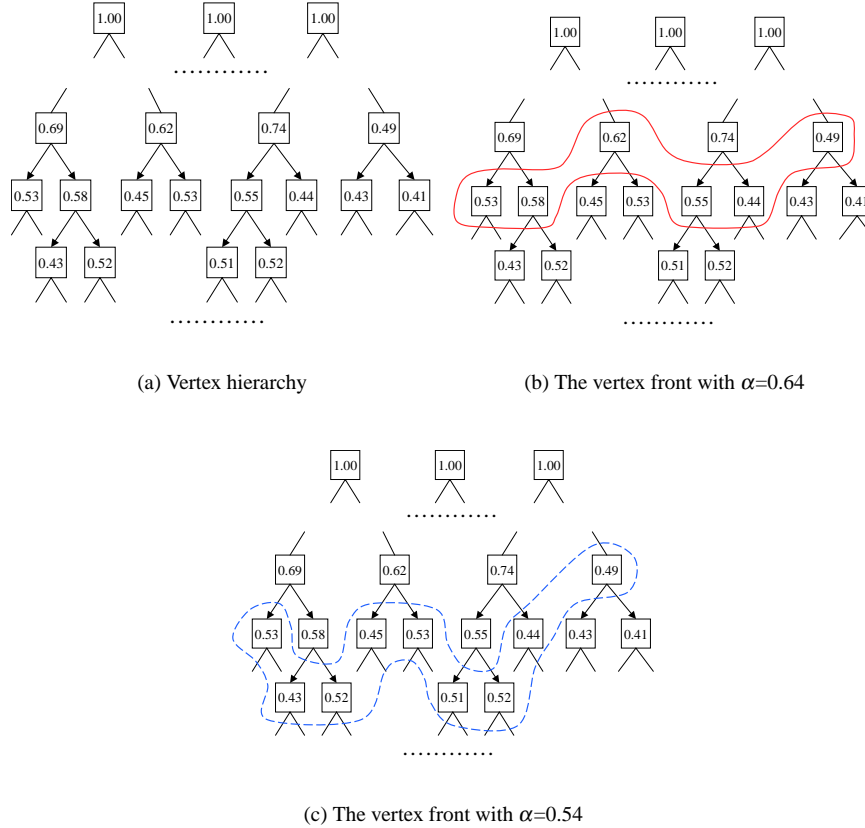 1.00 1.00 1.00
............
0.69 0.62 0.74 0.49
0.53 0.58 0.45 0.53 0.55 0.44 0.43 0.41
0.43 0.52 0.51 0.52
............
(a) Vertex hierarchy
1.00 1.00 1.00
............
0.69 0.62 0.74 0.49
0.53 0.58 0.45 0.53 0.55 0.44 0.43 0.41
0.43 0.52 0.51 0.52
............
(b) The vertex front with α=0.64
1.00 1.00 1.00
............
0.69 0.62 0.74 0.49
0.53 0.58 0.45 0.53 0.55 0.44 0.43 0.41
0.43 0.52 0.51 0.52
............
(c) The vertex front with α=0.54